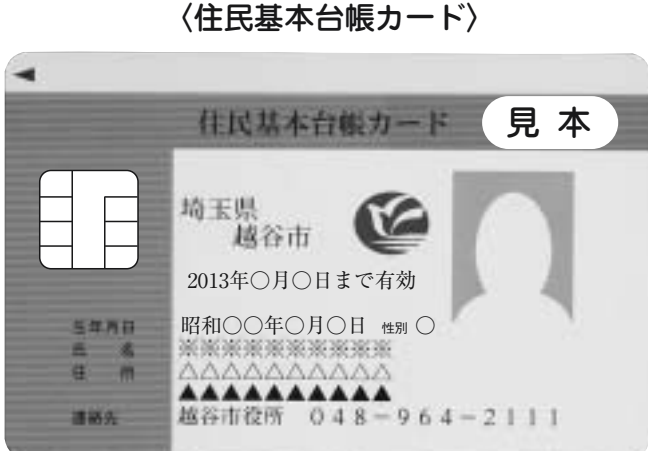 〈住民基本台帳カード〉
住民基本台帳カード 見本
埼玉県
越谷市
2013年○月○日まで有効
生年月日 昭和○○年○月○日 性別 ○
氏名 ※※※※※※※※※※
住所 △△△△△△△△△△
▲▲▲▲▲▲▲▲▲▲
連絡先 越谷市役所 048-964-2111